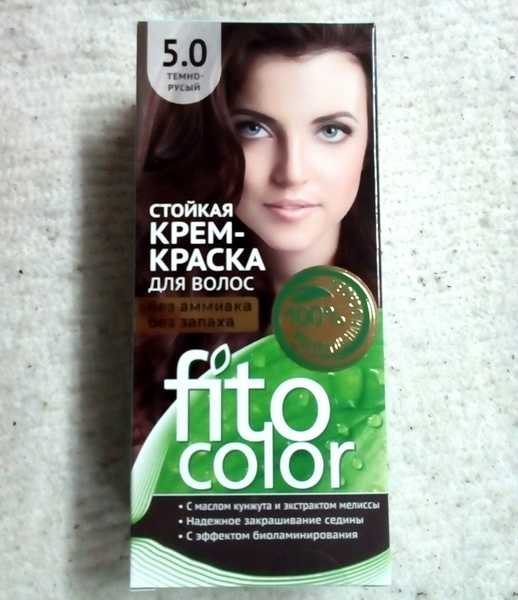 5.0
ТЕМНО-
РУСЫЙ
СТОЙКАЯ
КРЕМ-
КРАСКА
ДЛЯ ВОЛОС
без аммиака
без запаха
100%
fito
color
• С маслом кунжута и экстрактом мелиссы
• Надежное закрашивание седины
• С эффектом биоламинирования